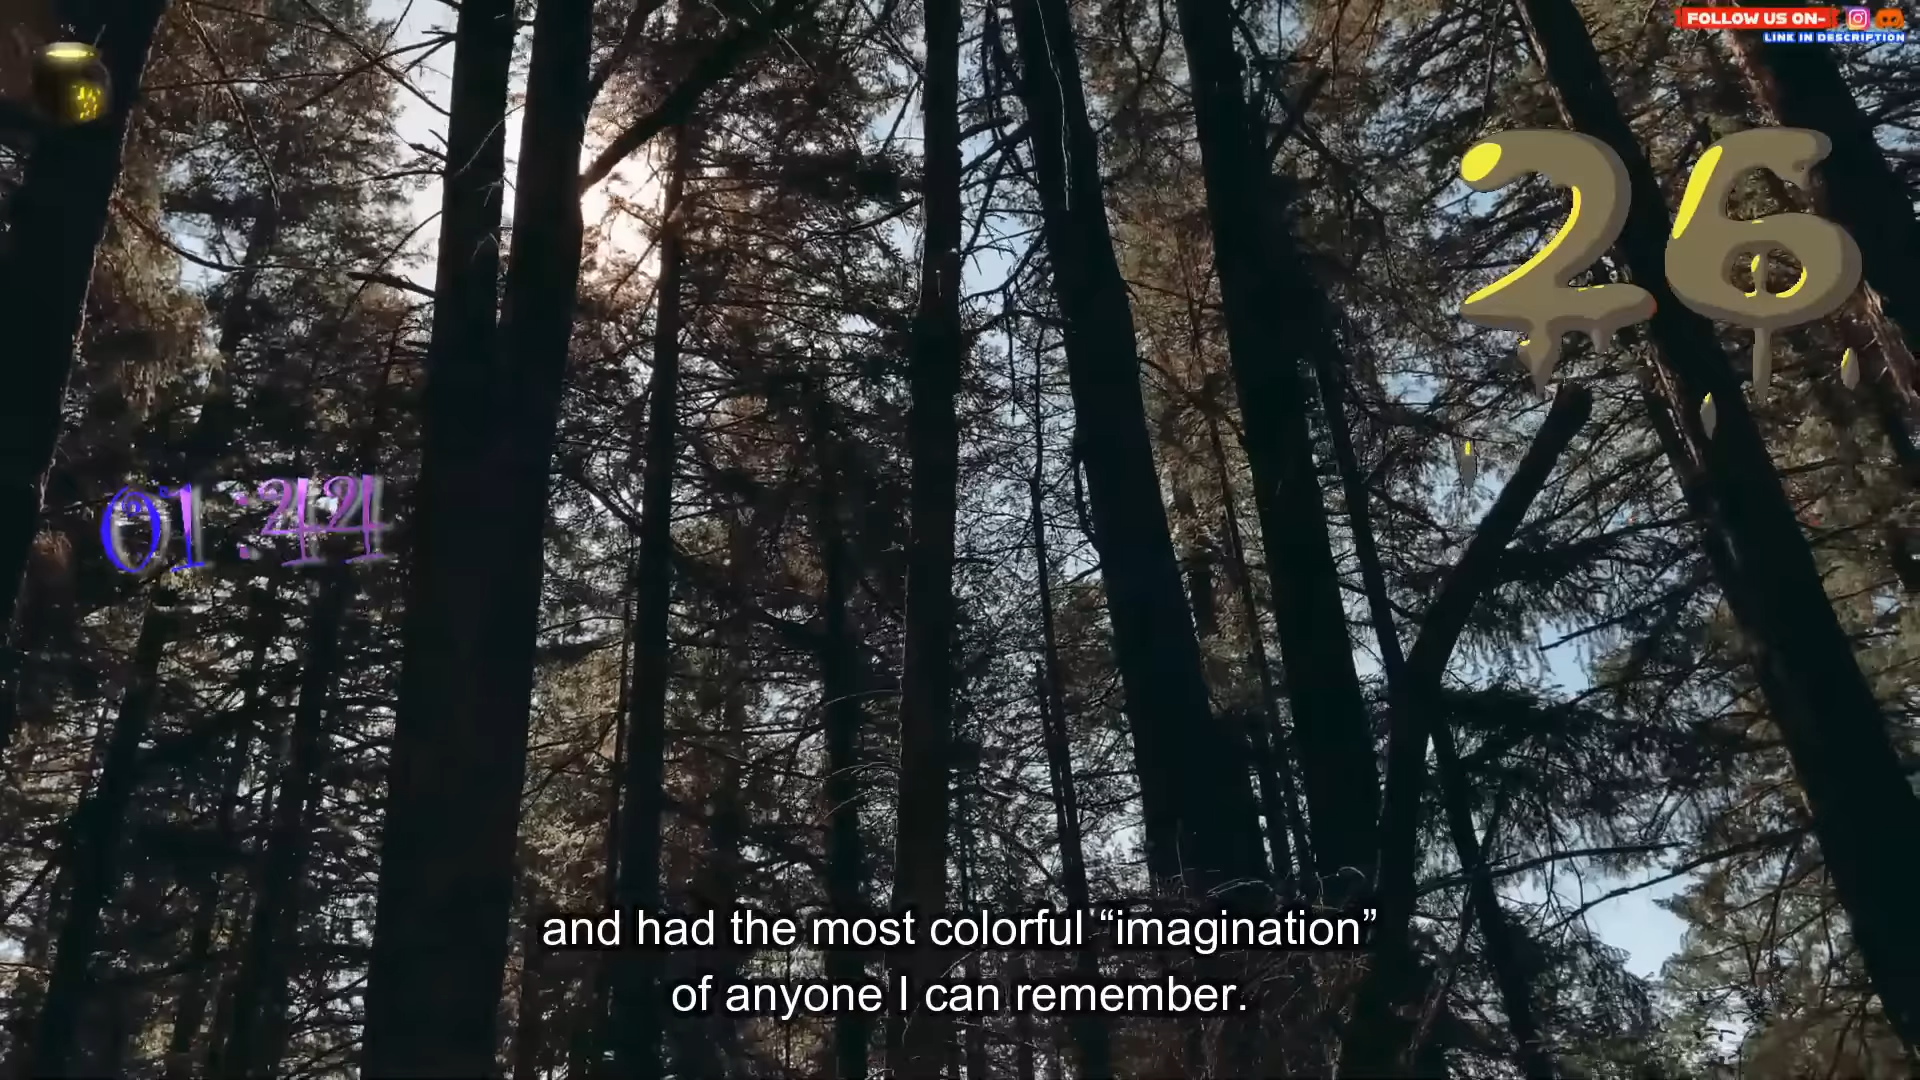 FOLLOW US ON-
LINK IN DESCRIPTION
26
01:44
and had the most colorful “imagination”
of anyone I can remember.